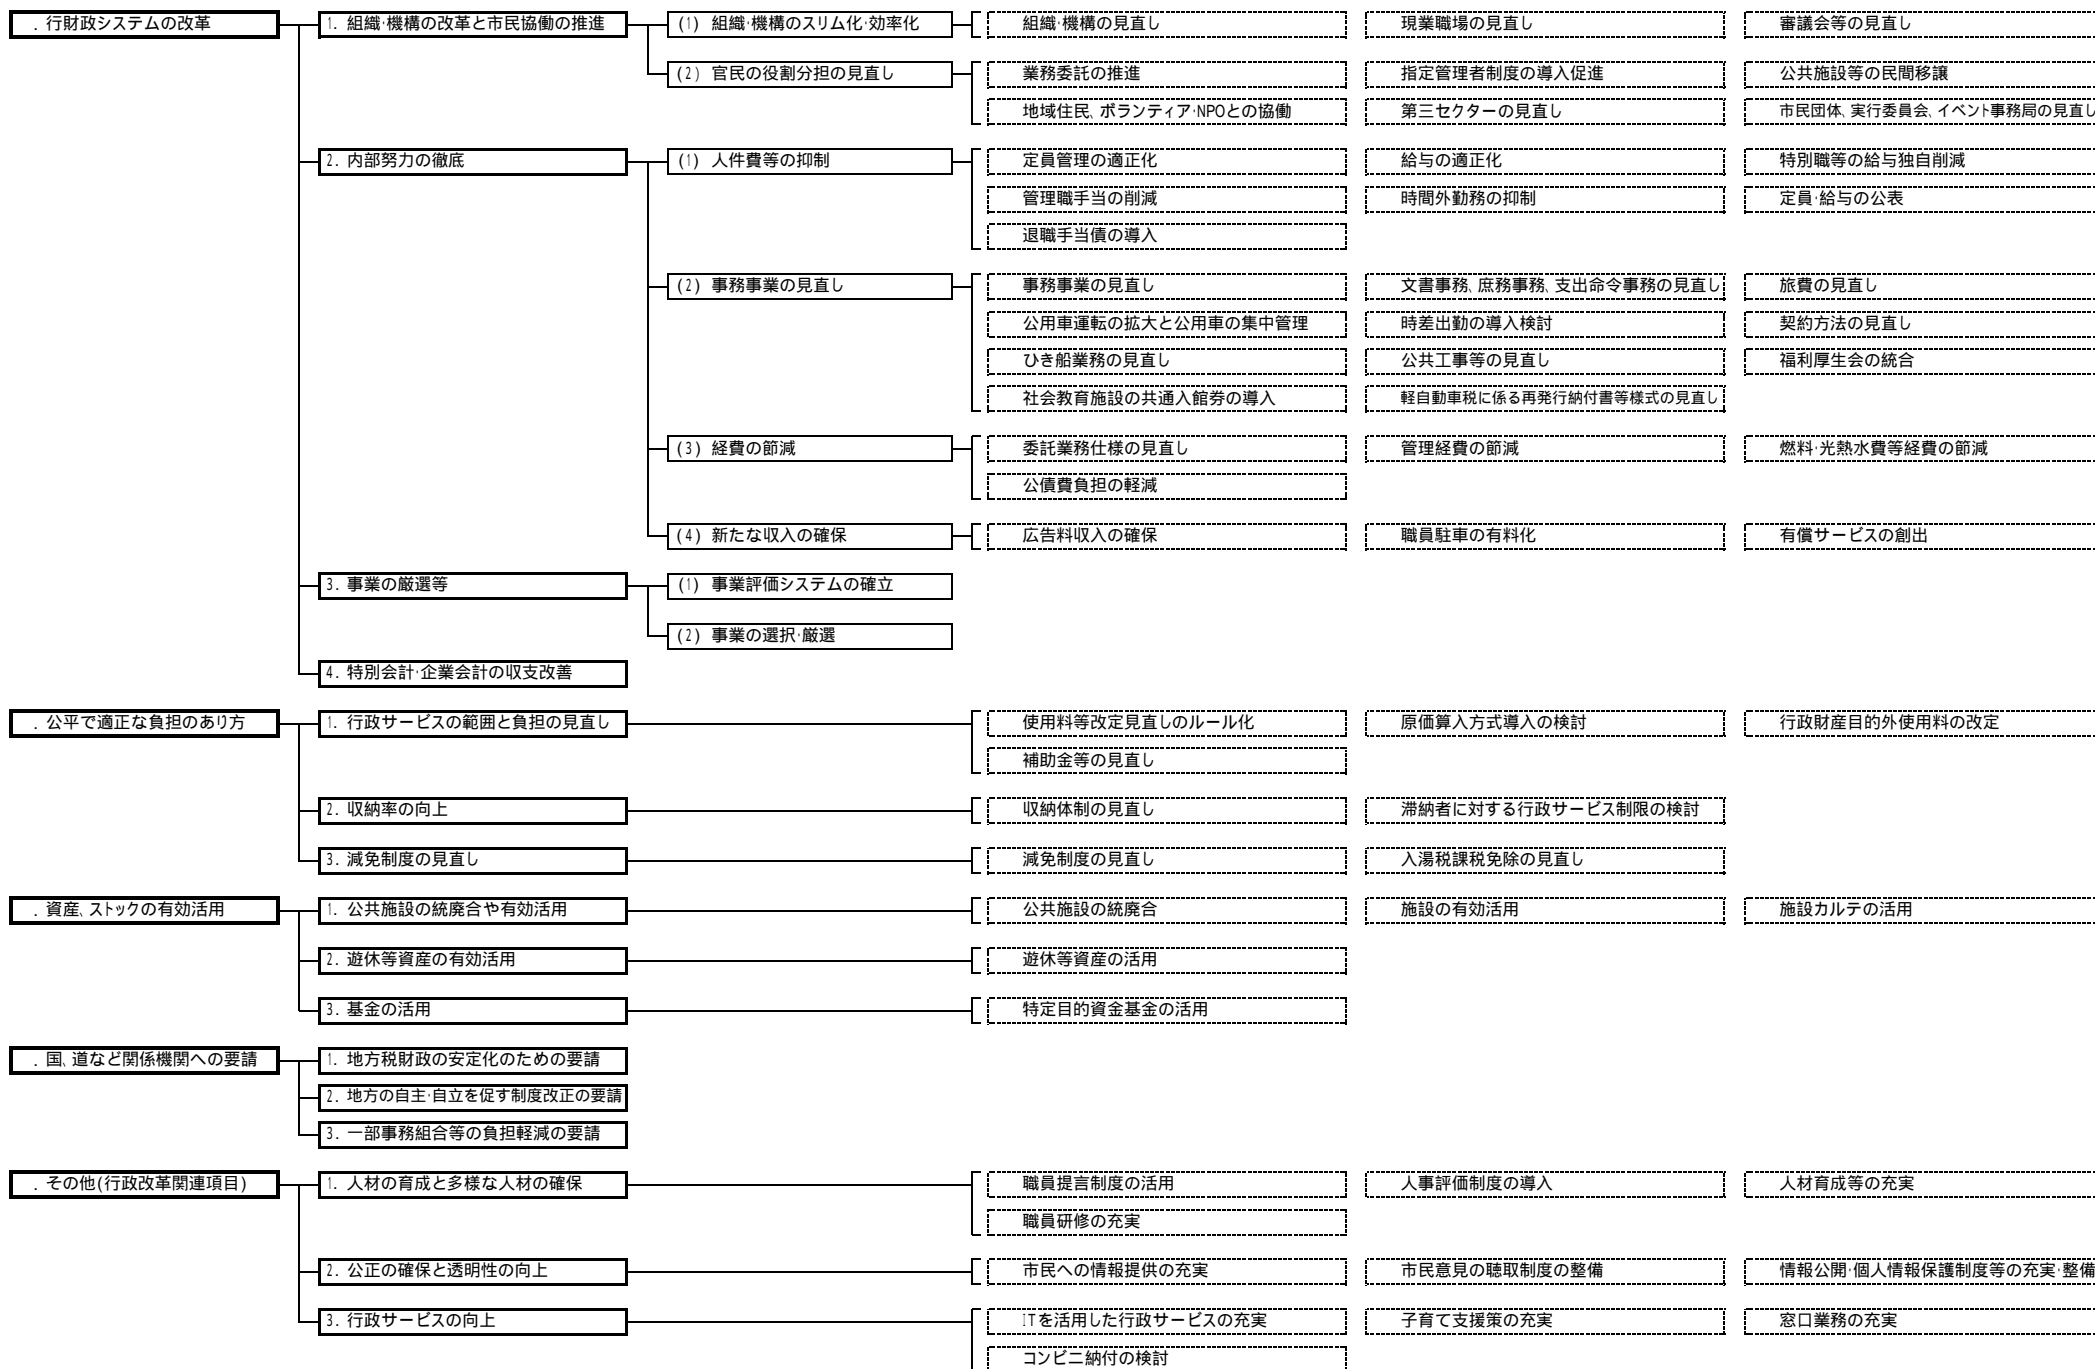 ．行財政システムの改革
1. 組織･機構の改革と市民協働の推進
(1) 組織･機構のスリム化･効率化
組織･機構の見直し
現業職場の見直し
審議会等の見直し
(2) 官民の役割分担の見直し
業務委託の推進
指定管理者制度の導入促進
公共施設等の民間移譲
地域住民、ボランティア･NPOとの協働
第三セクターの見直し
市民団体、実行委員会、イベント事務局の見直し
2. 内部努力の徹底
(1) 人件費等の抑制
定員管理の適正化
給与の適正化
特別職等の給与独自削減
管理職手当の削減
時間外勤務の抑制
定員･給与の公表
退職手当債の導入
(2) 事務事業の見直し
事務事業の見直し
文書事務、庶務事務、支出命令事務の見直し
旅費の見直し
公用車運転の拡大と公用車の集中管理
時差出勤の導入検討
契約方法の見直し
ひき船業務の見直し
公共工事等の見直し
福利厚生会の統合
社会教育施設の共通入館券の導入
軽自動車税に係る再発行納付書等様式の見直し
(3) 経費の節減
委託業務仕様の見直し
管理経費の節減
燃料･光熱水費等経費の節減
公債費負担の軽減
(4) 新たな収入の確保
広告料収入の確保
職員駐車の有料化
有償サービスの創出
3. 事業の厳選等
(1) 事業評価システムの確立
(2) 事業の選択･厳選
4. 特別会計･企業会計の収支改善
．公平で適正な負担のあり方
1. 行政サービスの範囲と負担の見直し
使用料等改定見直しのルール化
原価算入方式導入の検討
行政財産目的外使用料の改定
補助金等の見直し
2. 収納率の向上
収納体制の見直し
滞納者に対する行政サービス制限の検討
3. 減免制度の見直し
減免制度の見直し
入湯税課税免除の見直し
．資産、ストックの有効活用
1. 公共施設の統廃合や有効活用
公共施設の統廃合
施設の有効活用
施設カルテの活用
2. 遊休等資産の有効活用
遊休等資産の活用
3. 基金の活用
特定目的資金基金の活用
．国、道など関係機関への要請
1. 地方税財政の安定化のための要請
2. 地方の自主･自立を促す制度改正の要請
3. 一部事務組合等の負担軽減の要請
．その他(行政改革関連項目)
1. 人材の育成と多様な人材の確保
職員提言制度の活用
人事評価制度の導入
人材育成等の充実
職員研修の充実
2. 公正の確保と透明性の向上
市民への情報提供の充実
市民意見の聴取制度の整備
情報公開･個人情報保護制度等の充実･整備
3. 行政サービスの向上
ITを活用した行政サービスの充実
子育て支援策の充実
窓口業務の充実
コンビニ納付の検討